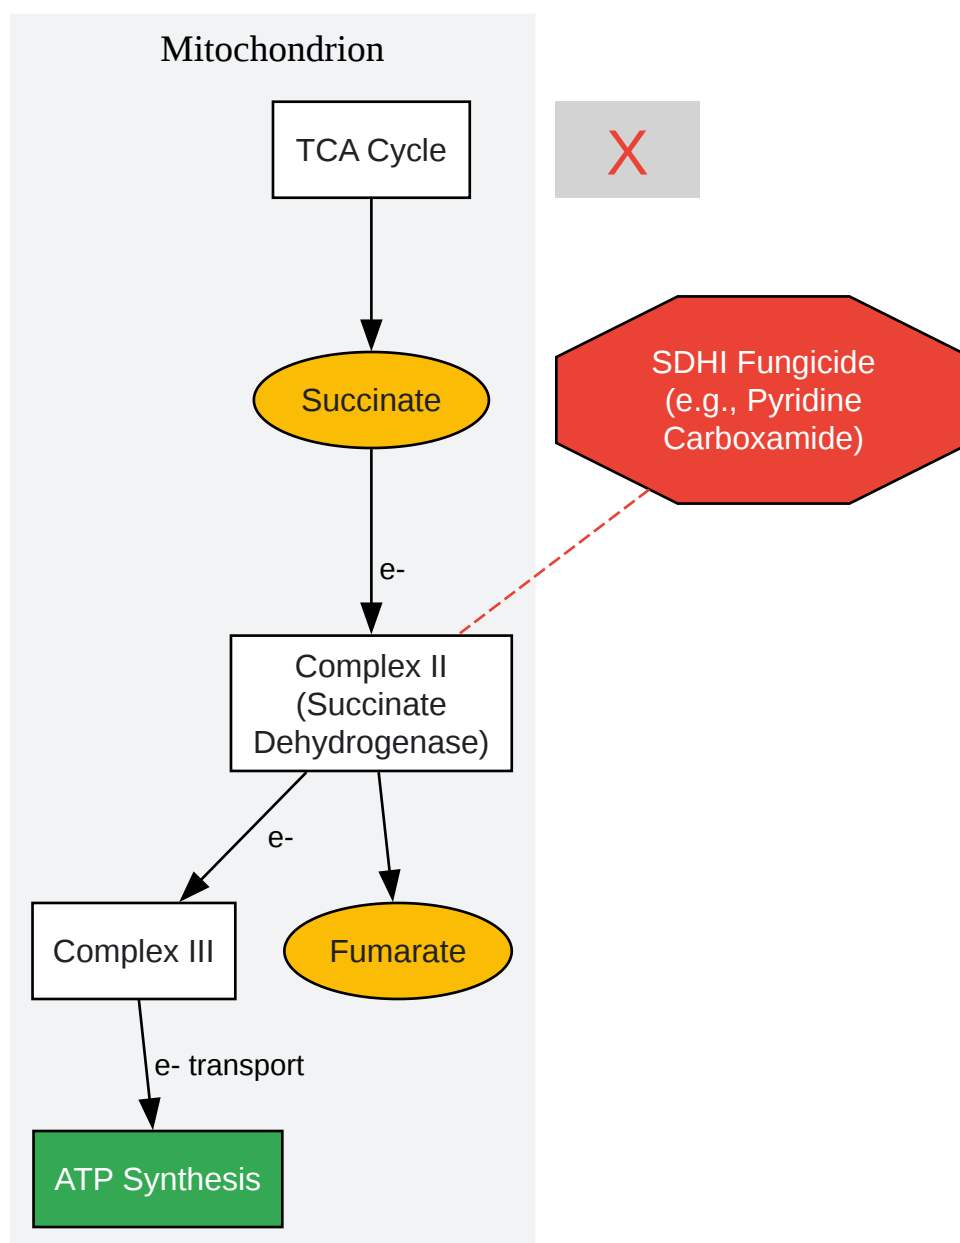 Mitochondrion
TCA Cycle
X
Succinate
SDHI Fungicide
(e.g., Pyridine
Carboxamide)
e-
Complex II
(Succinate
Dehydrogenase)
e-
Complex III
Fumarate
e- transport
ATP Synthesis